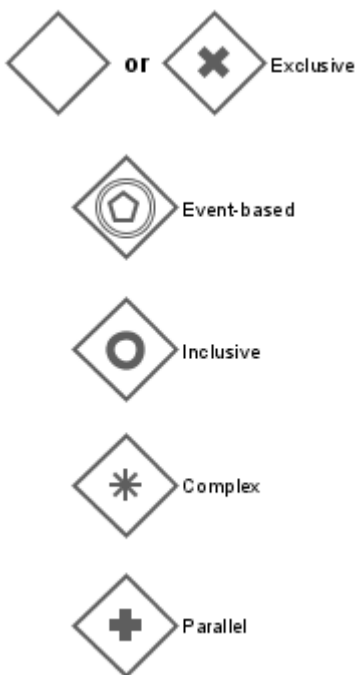 or Exclusive
Event-based
Inclusive
Complex
Parallel